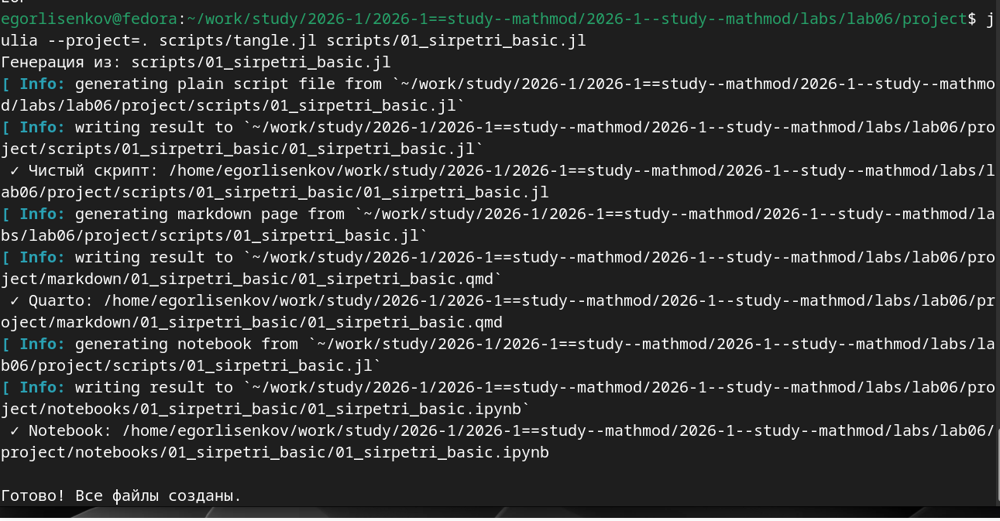 egorlisenkov@fedora:~/work/study/2026-1/2026-1==study--mathmod/2026-1--study--mathmod/labs/lab06/project$ j
ulia --project=. scripts/tangle.jl scripts/01_sirpetri_basic.jl
Генерация из: scripts/01_sirpetri_basic.jl
[ Info: generating plain script file from `~/work/study/2026-1/2026-1==study--mathmod/2026-1--study--mathmo
d/labs/lab06/project/scripts/01_sirpetri_basic.jl`
[ Info: writing result to `~/work/study/2026-1/2026-1==study--mathmod/2026-1--study--mathmod/labs/lab06/pro
ject/scripts/01_sirpetri_basic/01_sirpetri_basic.jl`
 ✓ Чистый скрипт: /home/egorlisenkov/work/study/2026-1/2026-1==study--mathmod/2026-1--study--mathmod/labs/l
ab06/project/scripts/01_sirpetri_basic/01_sirpetri_basic.jl
[ Info: generating markdown page from `~/work/study/2026-1/2026-1==study--mathmod/2026-1--study--mathmod/la
bs/lab06/project/scripts/01_sirpetri_basic.jl`
[ Info: writing result to `~/work/study/2026-1/2026-1==study--mathmod/2026-1--study--mathmod/labs/lab06/pro
ject/markdown/01_sirpetri_basic/01_sirpetri_basic.qmd`
 ✓ Quarto: /home/egorlisenkov/work/study/2026-1/2026-1==study--mathmod/2026-1--study--mathmod/labs/lab06/pr
oject/markdown/01_sirpetri_basic/01_sirpetri_basic.qmd
[ Info: generating notebook from `~/work/study/2026-1/2026-1==study--mathmod/2026-1--study--mathmod/labs/la
b06/project/scripts/01_sirpetri_basic.jl`
[ Info: writing result to `~/work/study/2026-1/2026-1==study--mathmod/2026-1--study--mathmod/labs/lab06/pro
ject/notebooks/01_sirpetri_basic/01_sirpetri_basic.ipynb`
 ✓ Notebook: /home/egorlisenkov/work/study/2026-1/2026-1==study--mathmod/2026-1--study--mathmod/labs/lab06/
project/notebooks/01_sirpetri_basic/01_sirpetri_basic.ipynb
Готово! Все файлы созданы.